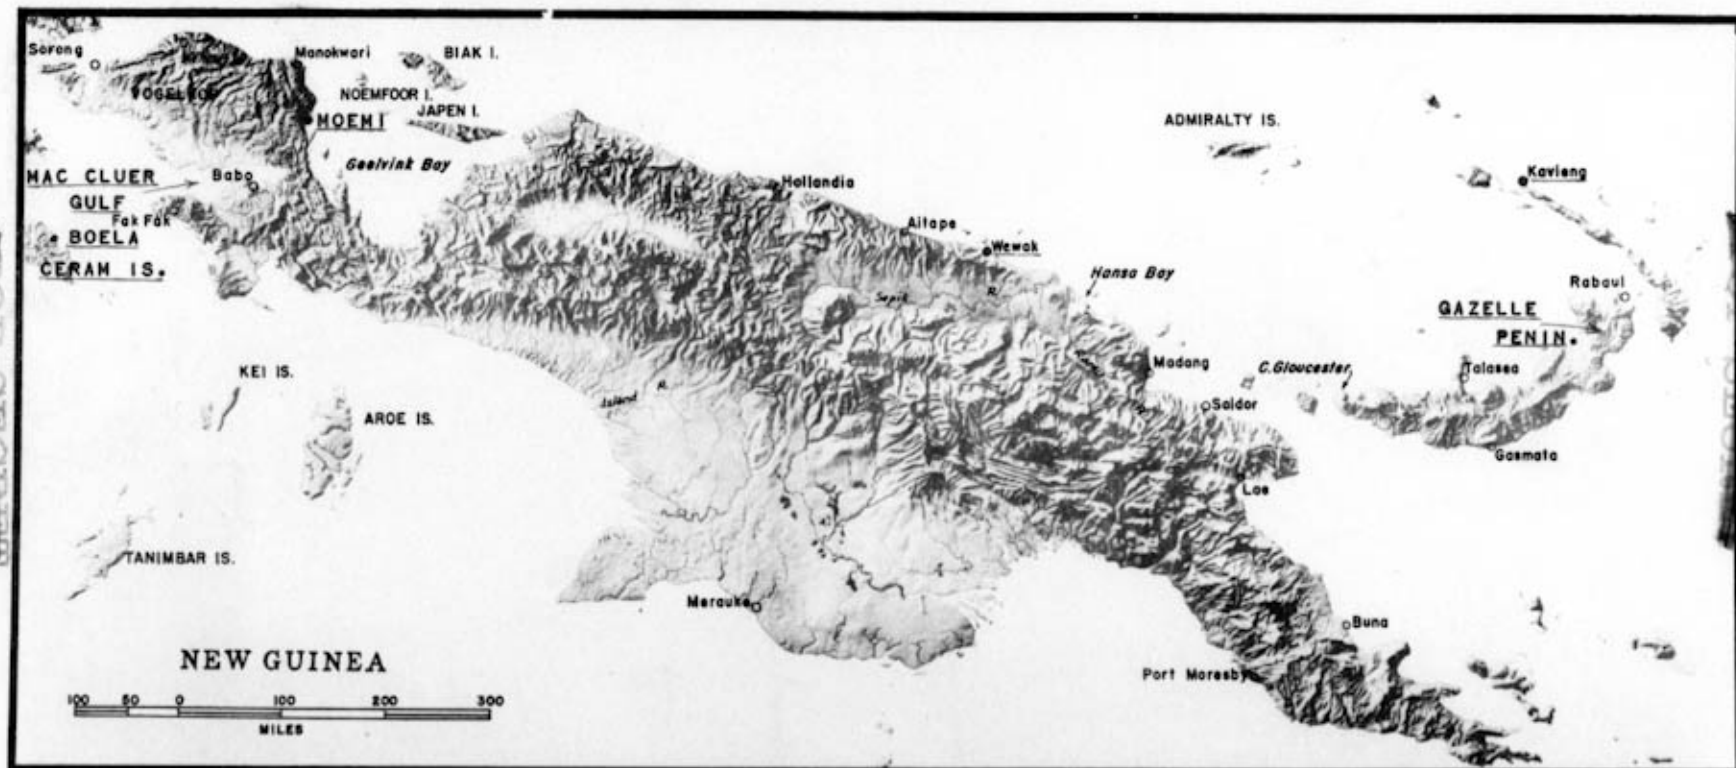 Sorong
Manokwari
BIAK I.
NOEMFOOR I.
JAPEN I.
MOEMI
Geelvink Bay
MAC CLUER
GULF
Babo
Fak Fak
BOELA
CERAM IS.
Hollandia
Aitape
Wewak
Hansa Bay
Sepik
R.
ADMIRALTY IS.
Kavieng
Rabaul
GAZELLE
PENIN.
Talasea
C. Gloucester
Gasmata
Madang
Saidor
Lae
KEI IS.
AROE IS.
Island R.
TANIMBAR IS.
Merauke
Buna
Port Moresby
NEW GUINEA
100 50 0 100 200 300
MILES